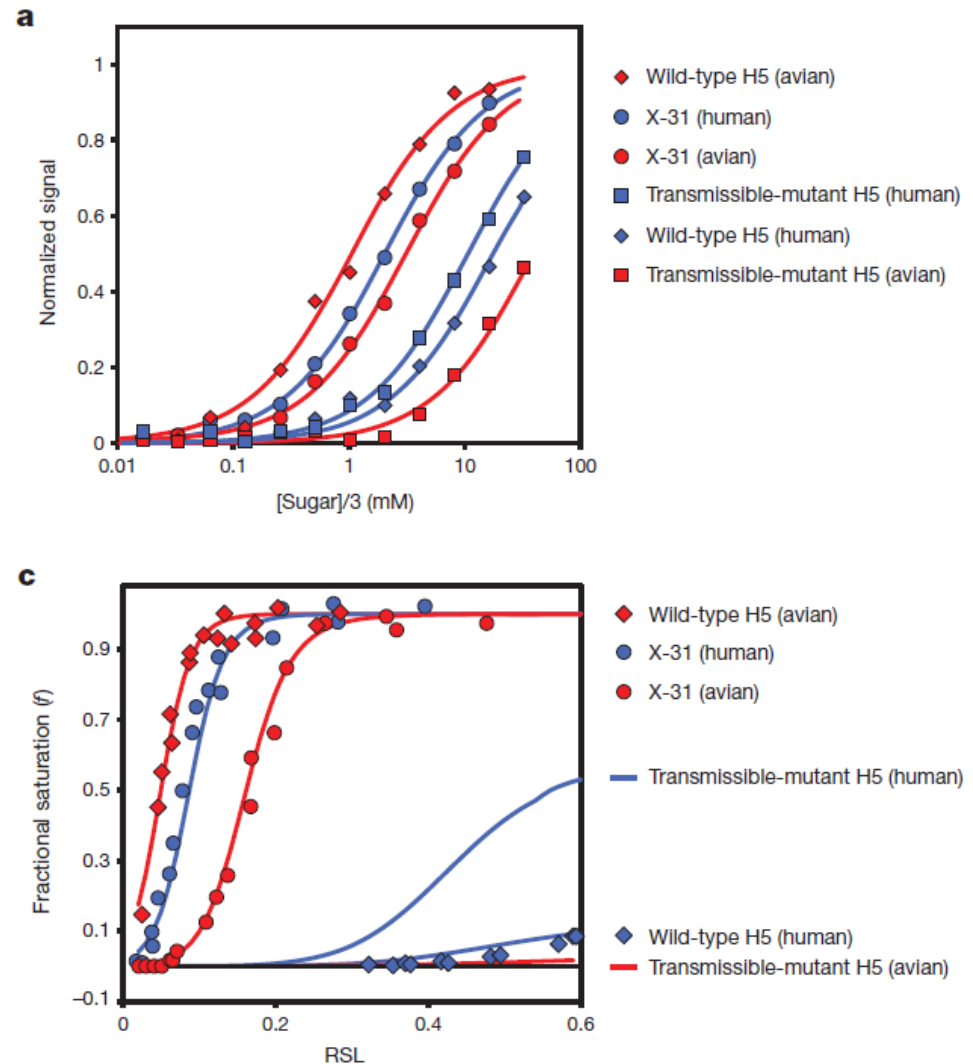 a
Normalized signal
1
0.8
0.6
0.4
0.2
0
0.01 0.1 1 10 100
[Sugar]/3 (mM)
Wild-type H5 (avian)
X-31 (human)
X-31 (avian)
Transmissible-mutant H5 (human)
Wild-type H5 (human)
Transmissible-mutant H5 (avian)
c
Fractional saturation (f)
0.9
0.7
0.5
0.3
0.1
–0.1
0 0.2 0.4 0.6
RSL
Wild-type H5 (avian)
X-31 (human)
X-31 (avian)
Transmissible-mutant H5 (human)
Wild-type H5 (human)
Transmissible-mutant H5 (avian)